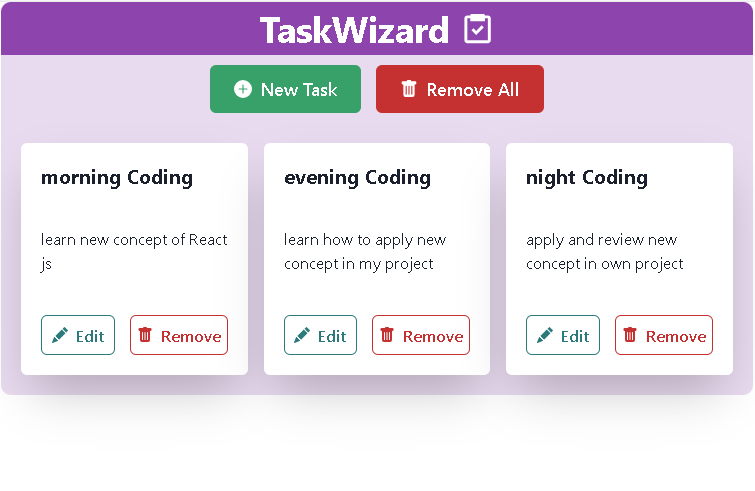 TaskWizard
New Task
Remove All
morning Coding
learn new concept of React
js
Edit
Remove
evening Coding
learn how to apply new
concept in my project
Edit
Remove
night Coding
apply and review new
concept in own project
Edit
Remove